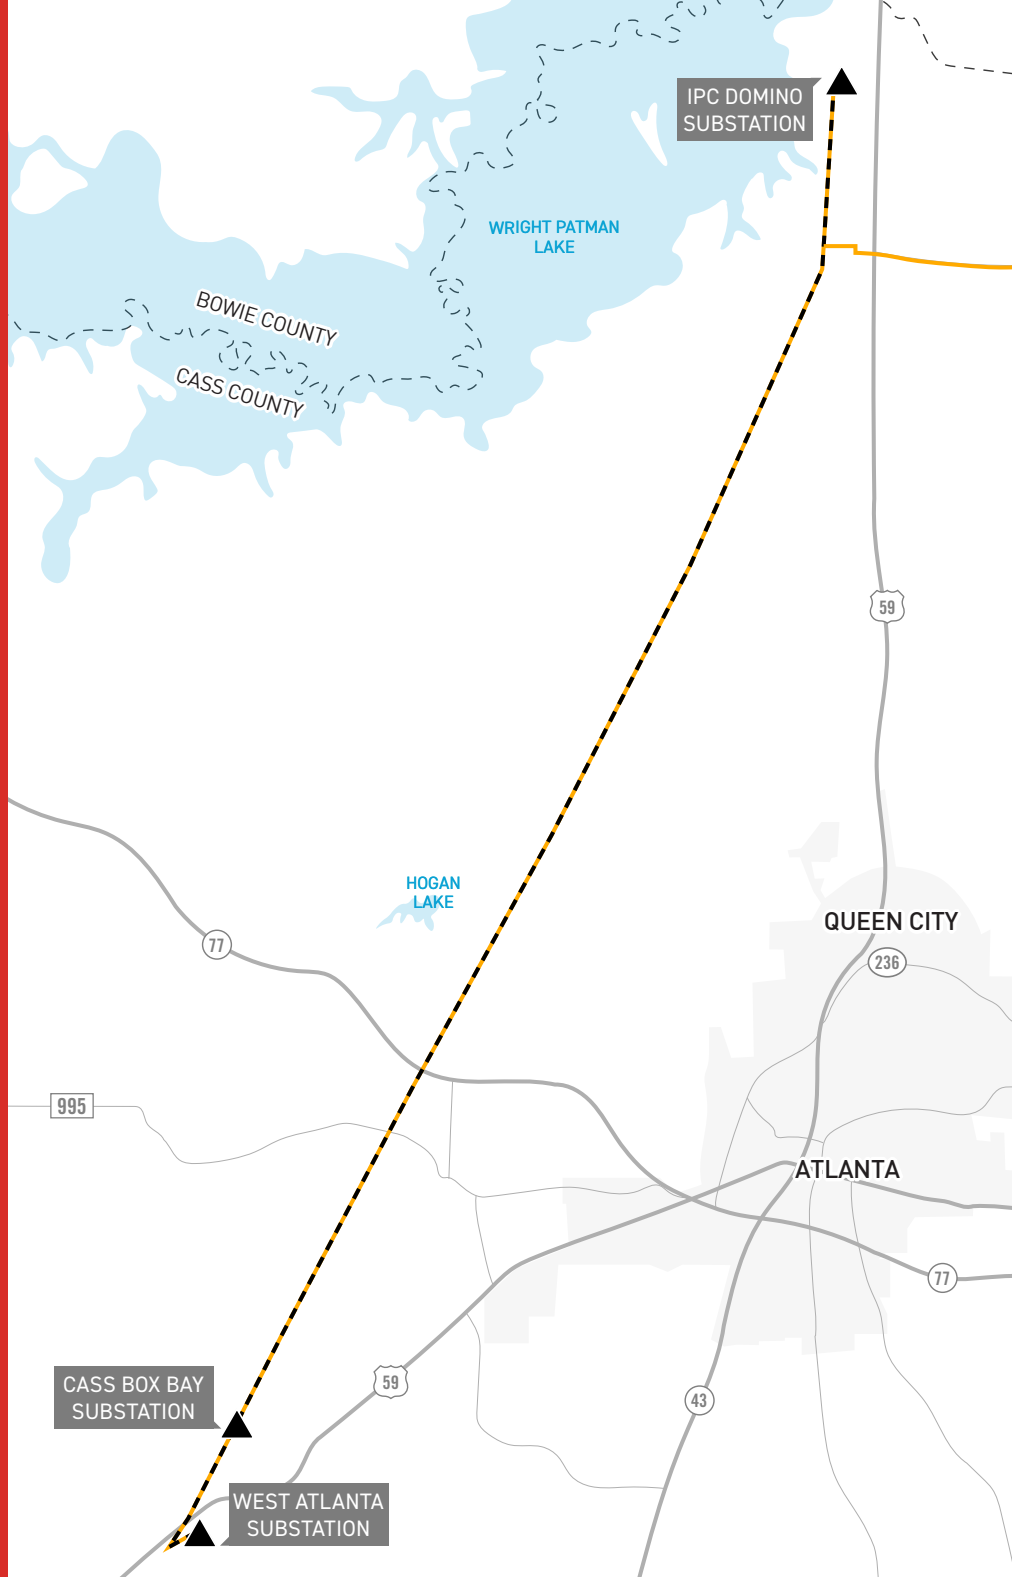 IPC DOMINO
SUBSTATION
WRIGHT PATMAN
LAKE
BOWIE COUNTY
CASS COUNTY
59
HOGAN
LAKE
QUEEN CITY
77
236
995
ATLANTA
77
CASS BOX BAY
SUBSTATION
59
43
WEST ATLANTA
SUBSTATION